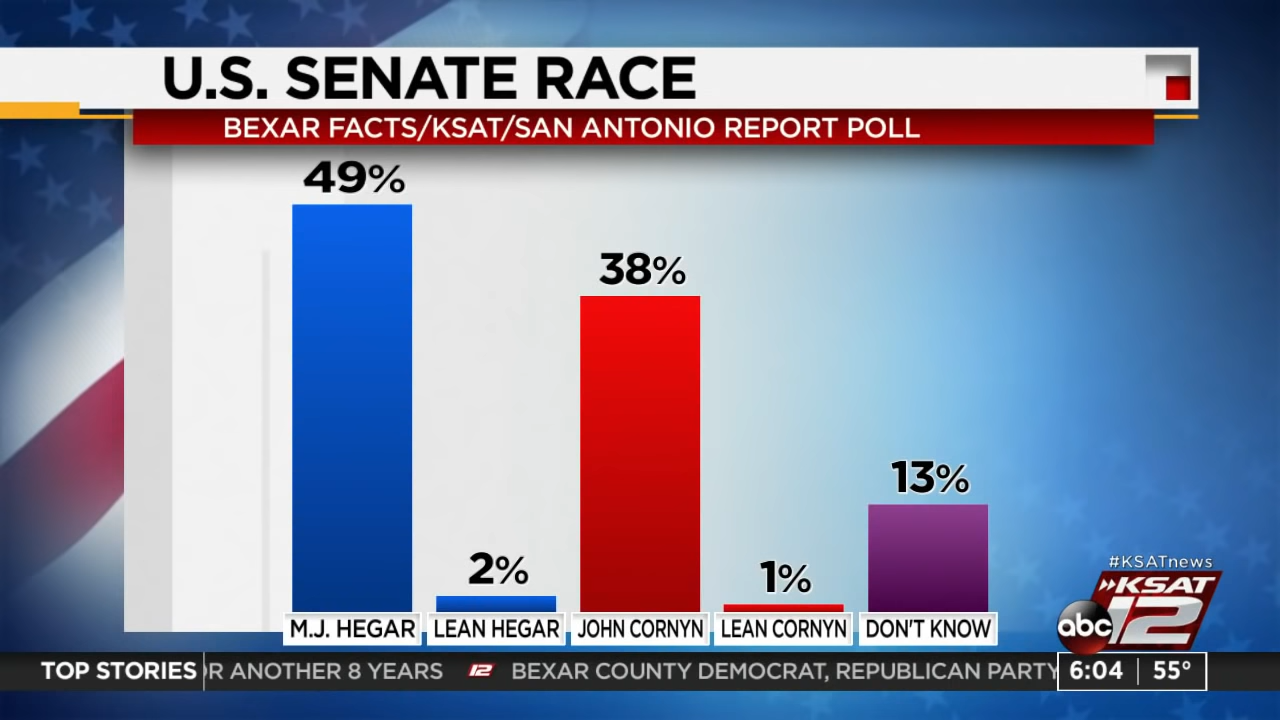 U.S. SENATE RACE
BEXAR FACTS/KSAT/SAN ANTONIO REPORT POLL
49%
2%
38%
1%
13%
M.J. HEGAR
LEAN HEGAR
JOHN CORNYN
LEAN CORNYN
DON'T KNOW
#KSATnews
KSAT
abc 12
TOP STORIES
OR ANOTHER 8 YEARS 12 BEXAR COUNTY DEMOCRAT, REPUBLICAN PARTY
6:04 55°